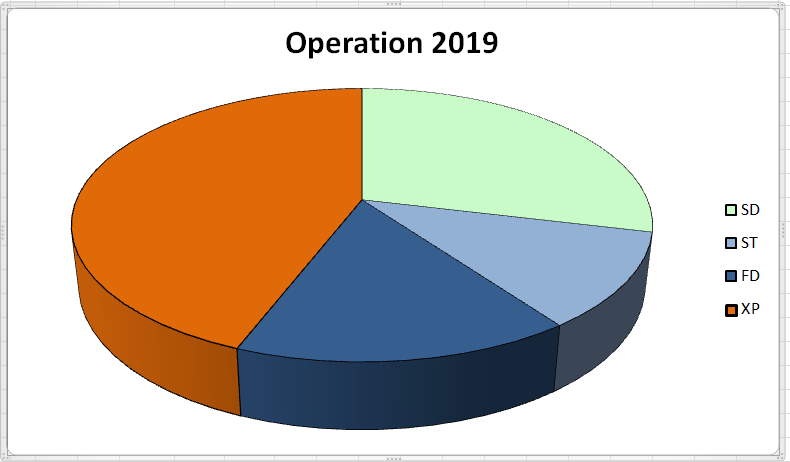 Operation 2019
SD
ST
FD
XP